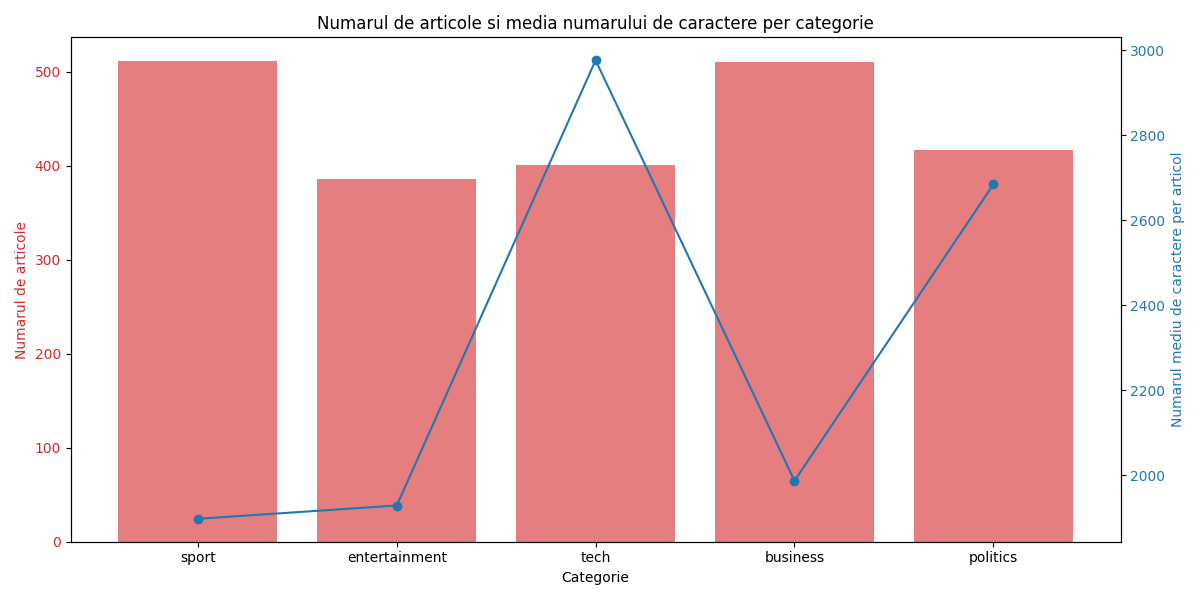 Numarul de articole si media numarului de caractere per categorie
Numarul de articole
500
400
300
200
100
0
3000
2800
2600
2400
2200
2000
Numarul mediu de caractere per articol
sport entertainment tech business politics
Categorie